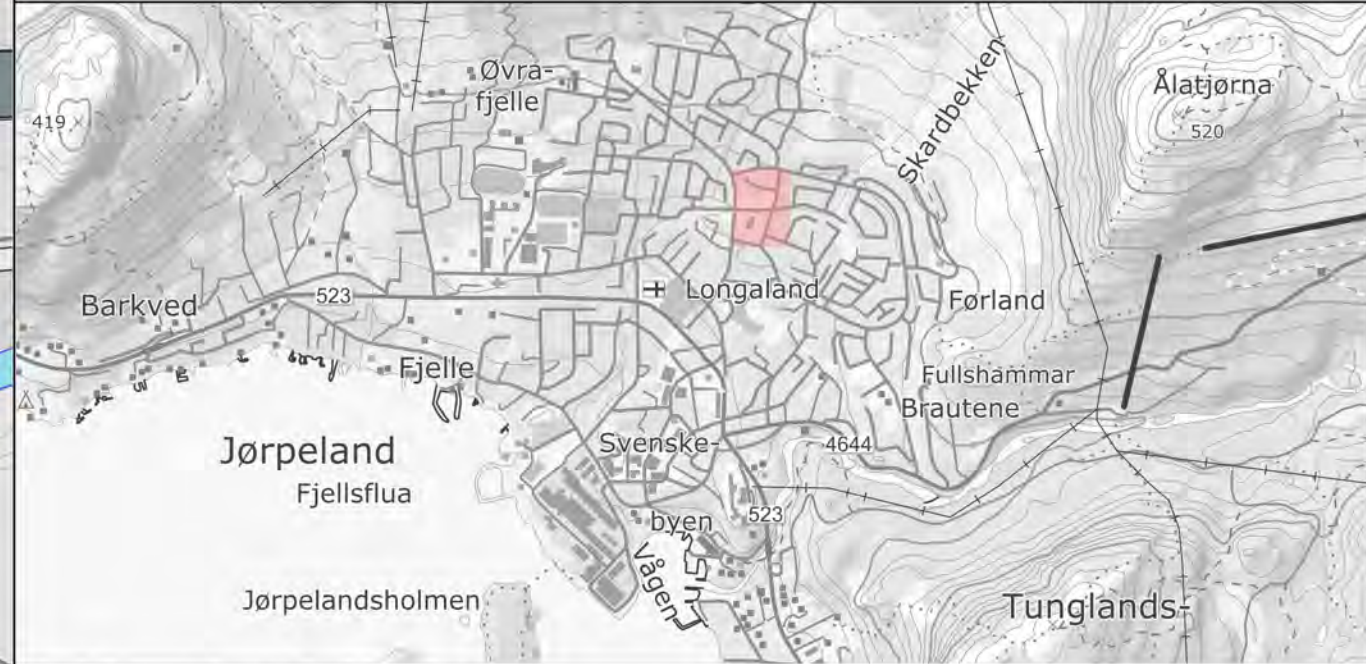 Øvra-
fjelle
Skardbekken
Ålatjørna
520
419
Longaland
Førland
Barkved
523
Fjelle
Fullshammar
Brautene
Jørpeland
Fjellsflua
Svenske-
4644
byen
523
Vågen
Jørpelandsholmen
Tunglands-